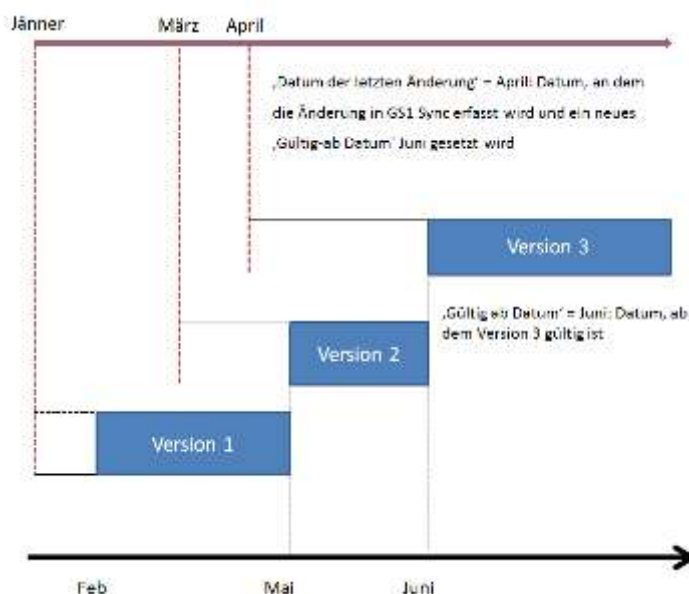 Jänner März April
‚Datum der letzten Änderung' – April: Datum, an dem
die Änderung in GS1 Sync erfasst wird und ein neues
‚Gültig-ab Datum' Juni gesetzt wird
Version 3
‚Gültig ab Datum' = Juni: Datum, ab
dem Version 3 gültig ist
Version 2
Version 1
Feb Mai Juni